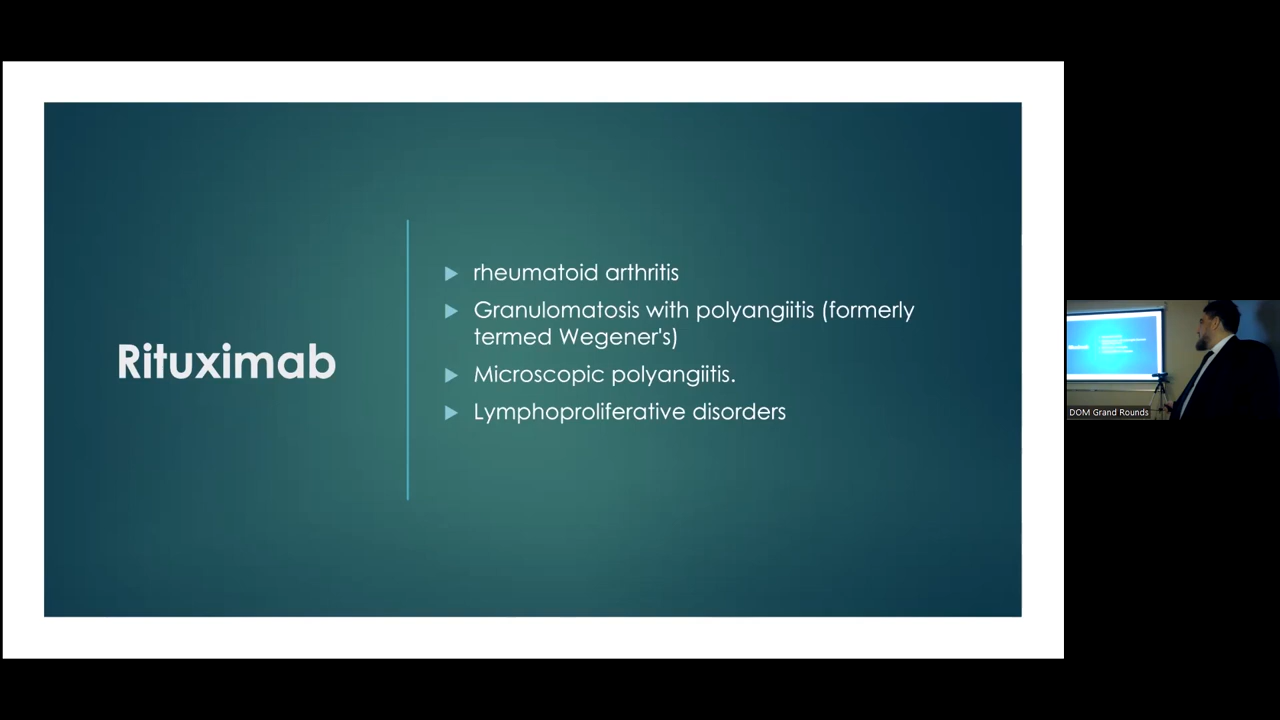 Rituximab
rheumatoid arthritis
Granulomatosis with polyangiitis (formerly
termed Wegener's)
Microscopic polyangiitis.
Lymphoproliferative disorders
DOM Grand Rounds